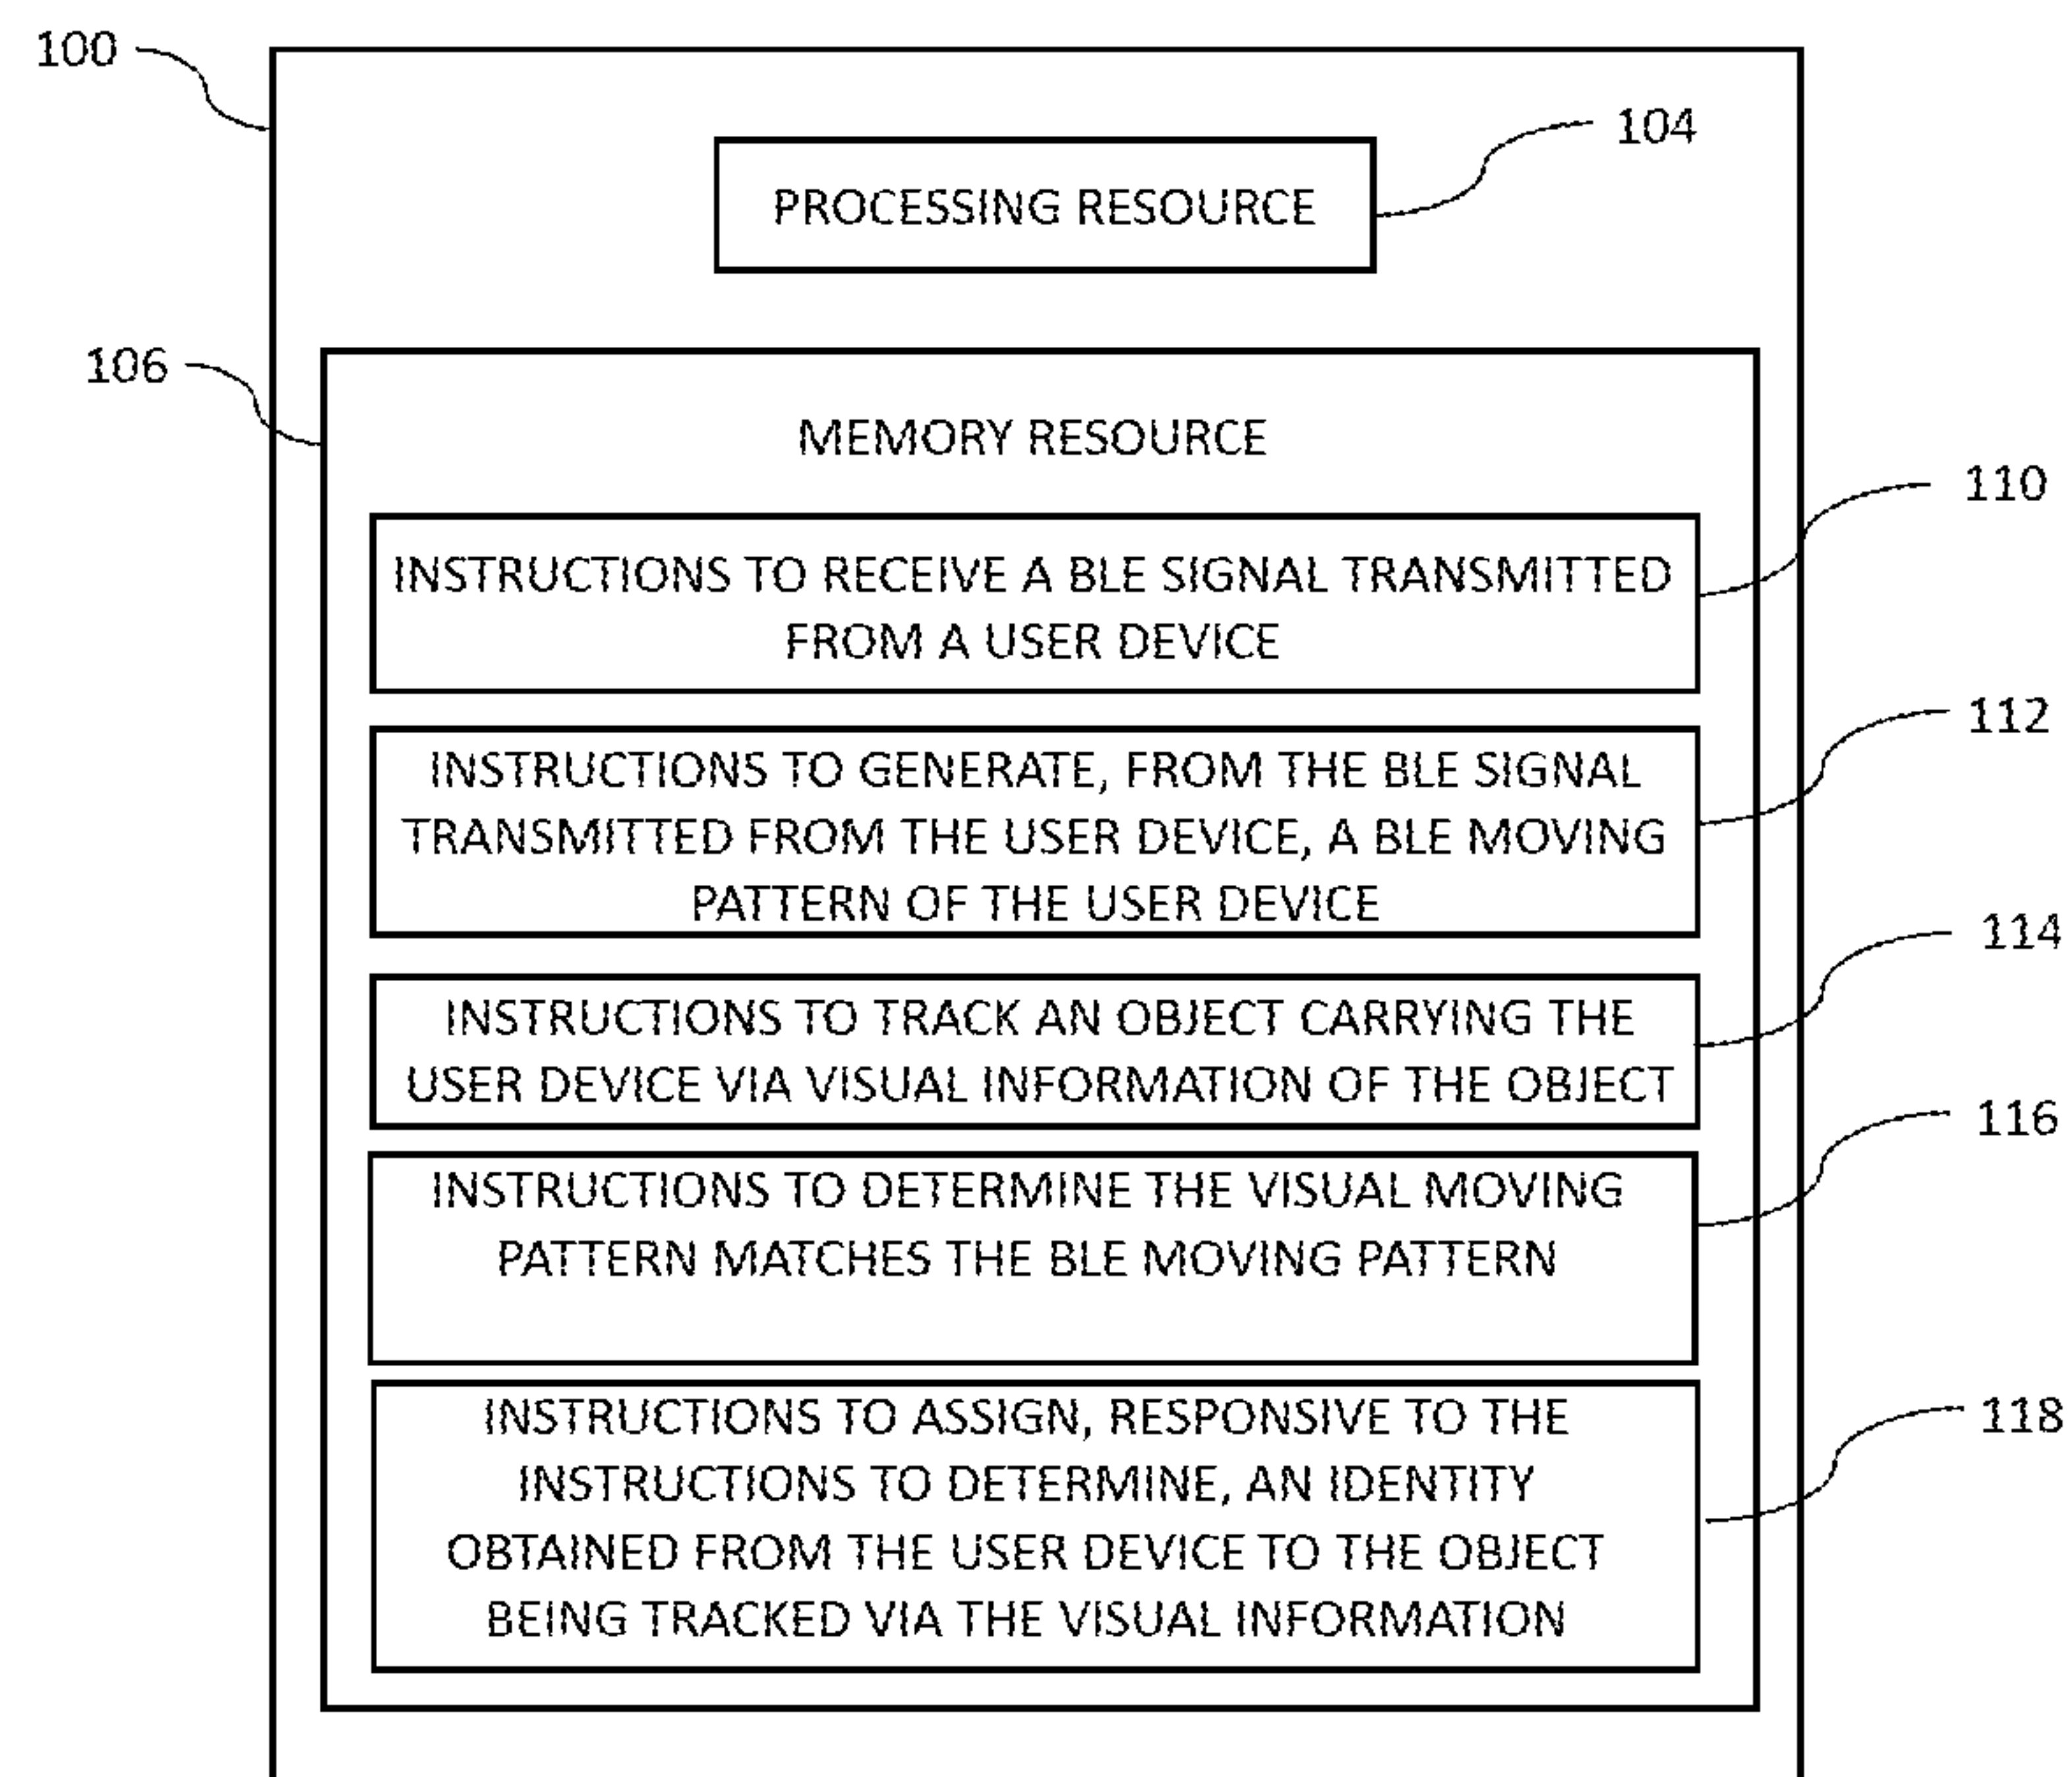 100
104
PROCESSING RESOURCE
106
MEMORY RESOURCE
110
INSTRUCTIONS TO RECEIVE A BLE SIGNAL TRANSMITTED
FROM A USER DEVICE
112
INSTRUCTIONS TO GENERATE, FROM THE BLE SIGNAL
TRANSMITTED FROM THE USER DEVICE, A BLE MOVING
PATTERN OF THE USER DEVICE
114
INSTRUCTIONS TO TRACK AN OBJECT CARRYING THE
USER DEVICE VIA VISUAL INFORMATION OF THE OBJECT
116
INSTRUCTIONS TO DETERMINE THE VISUAL MOVING
PATTERN MATCHES THE BLE MOVING PATTERN
118
INSTRUCTIONS TO ASSIGN, RESPONSIVE TO THE
INSTRUCTIONS TO DETERMINE, AN IDENTITY
OBTAINED FROM THE USER DEVICE TO THE OBJECT
BEING TRACKED VIA THE VISUAL INFORMATION